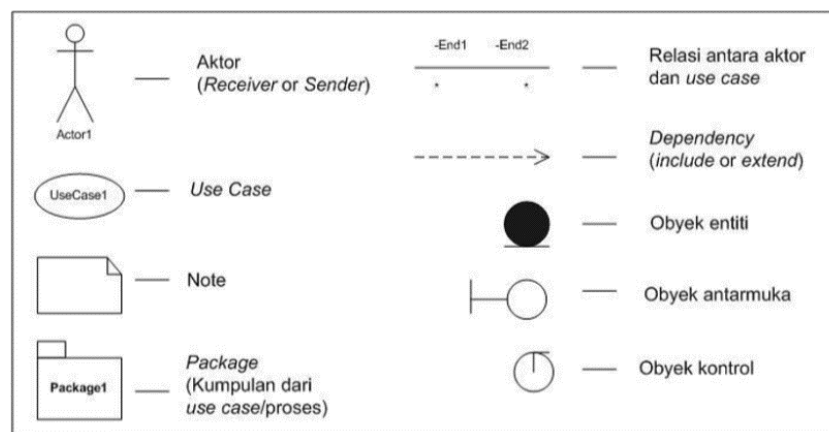 Actor1
Aktor
(Receiver or Sender)
UseCase1
Use Case
Note
Package1
Package
(Kumpulan dari
use case/proses)
-End1 -End2
* *
Relasi antara aktor
dan use case
Dependency
(include or extend)
Obyek entiti
Obyek antarmuka
Obyek kontrol